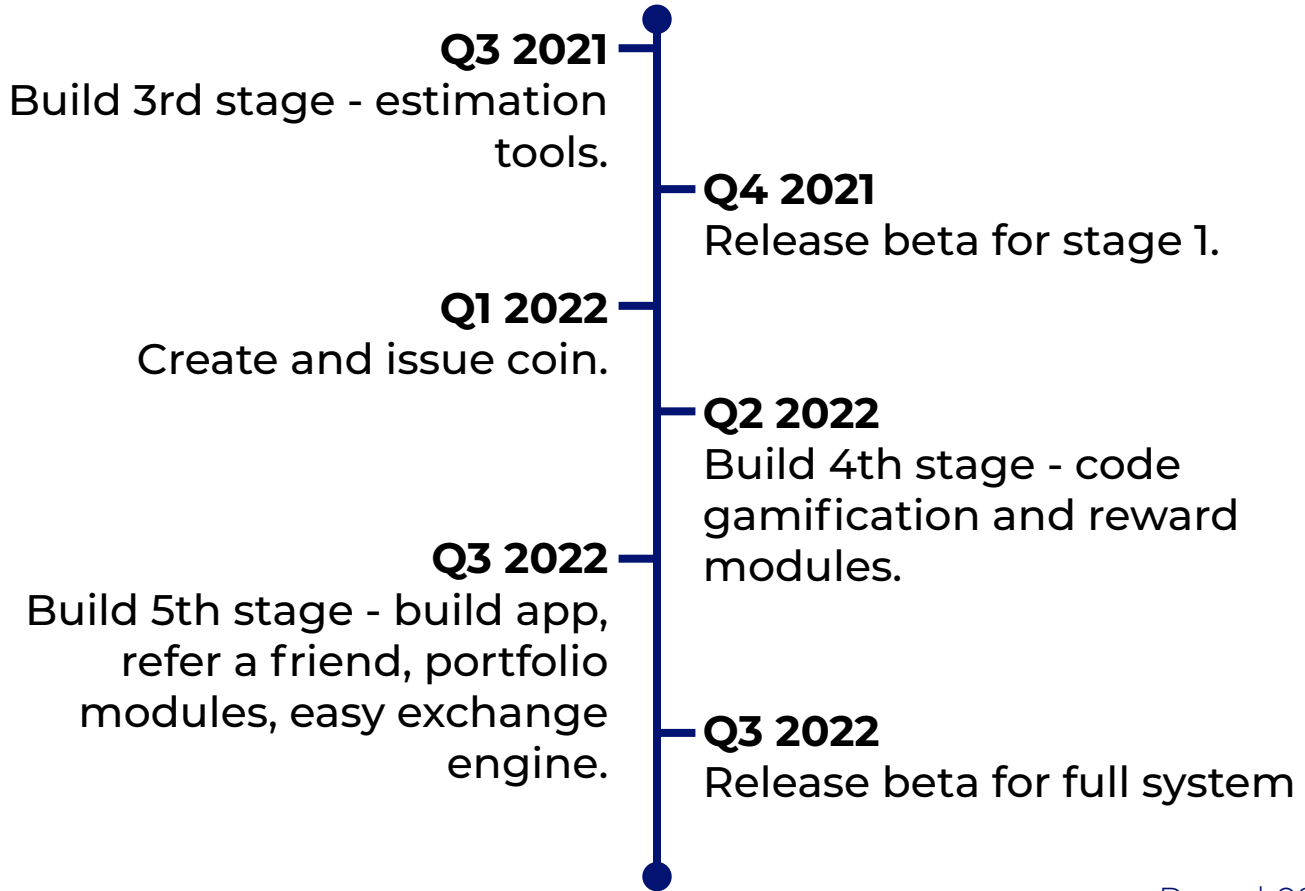 Q3 2021
Build 3rd stage - estimation
tools.
Q4 2021
Release beta for stage 1.
Q1 2022
Create and issue coin.
Q2 2022
Build 4th stage - code
gamification and reward
modules.
Q3 2022
Build 5th stage - build app,
refer a friend, portfolio
modules, easy exchange
engine.
Q3 2022
Release beta for full system